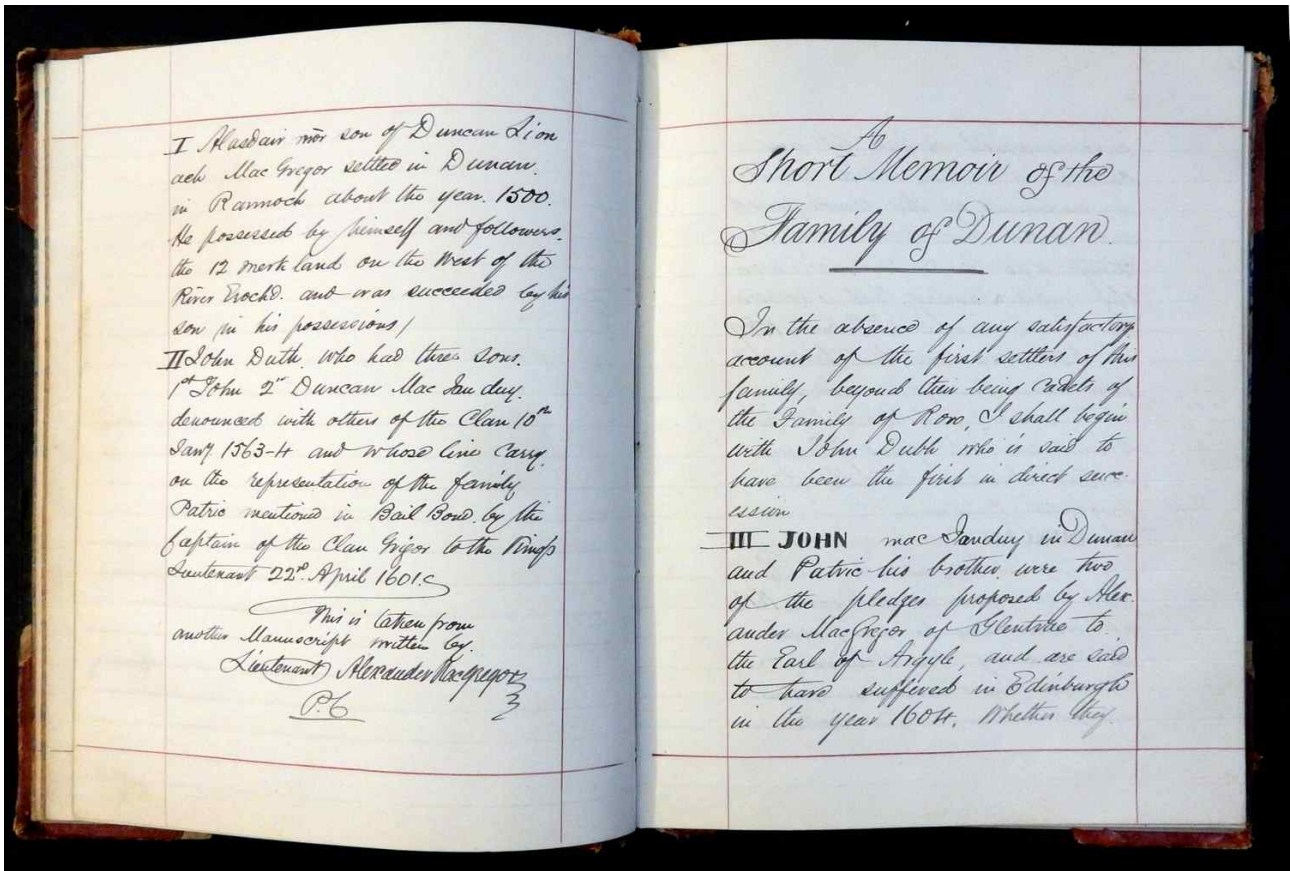 I Alasdair mòr son of Duncan Lion
ach Mac Gregor settled in Dunan.
in Rannoch about the year. 1500.
He possessed by himself and followers.
the 12 merk land on the West of the
River Erochd. and was succeeded by his
son in his possessions/
II John Duth. who had three sons.
1st John 2nd Duncan Mac Ian duy.
denounced with others of the Clan 10th
Jany 1563-4 and whose line carry.
on the representation of the family
Patric mentioned in Bail Bond. by the
Captain of the Clan Grigor to the King's
Lieutenant 22d. April 1601.
This is taken from
another Manuscript written by.
Lieutenant Alexander Macgregor
A
Short Memoir of the
Family of Dunan.
In the absence of any satisfactory
account of the first settlers of this
family, beyond their being Cadets of
the Family of Roro, I shall begin
with John Dubh who is said to
have been the first in direct succ-
ession
III JOHN mac Ianduy in Dunan
and Patric his brother were two
of the pledges proposed by Alex-
ander MacGregor of Glenstrae to.
the Earl of Argyle, and are said
to have suffered in Edinburgh
in the year 1604. Whether they.